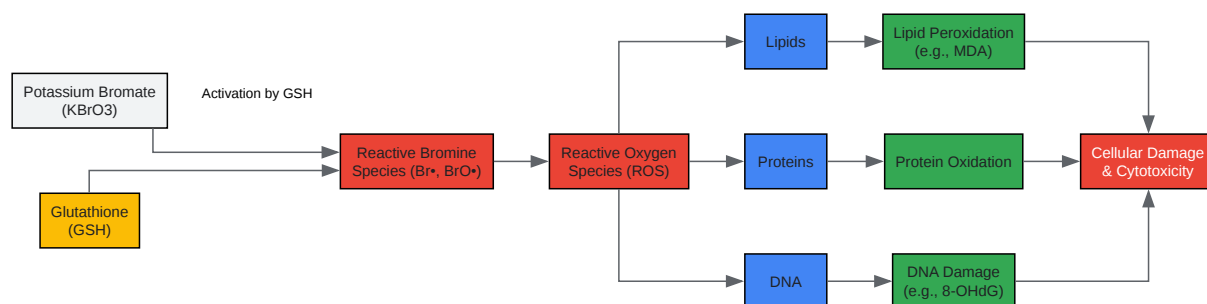 Potassium Bromate
(KBrO3)
Activation by GSH
Glutathione
(GSH)
Reactive Bromine
Species (Br•, BrO•)
Reactive Oxygen
Species (ROS)
Lipids
Lipid Peroxidation
(e.g., MDA)
Proteins
Protein Oxidation
DNA
DNA Damage
(e.g., 8-OHdG)
Cellular Damage
& Cytotoxicity